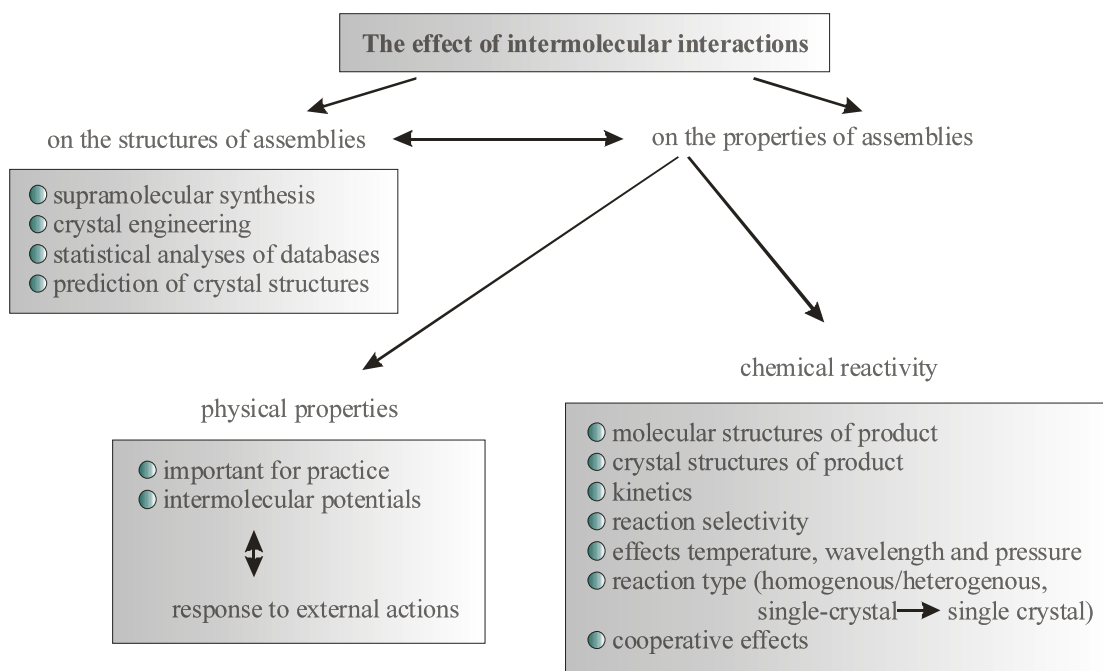 The effect of intermolecular interactions
on the structures of assemblies
on the properties of assemblies
supramolecular synthesis
crystal engineering
statistical analyses of databases
prediction of crystal structures
physical properties
important for practice
intermolecular potentials
response to external actions
chemical reactivity
molecular structures of product
crystal structures of product
kinetics
reaction selectivity
effects temperature, wavelength and pressure
reaction type (homogenous/heterogenous,
single-crystal single crystal)
cooperative effects